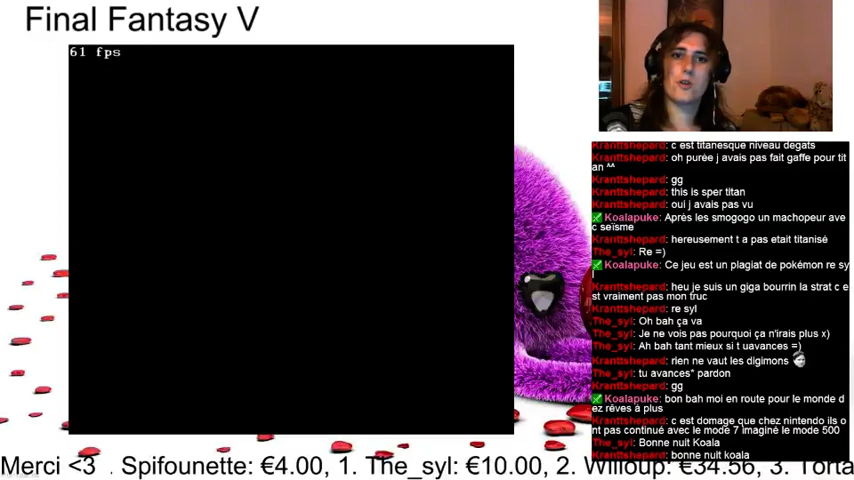 Final Fantasy V
61 fps
Kranttshepard: c est titanesque niveau degats
Kranttshepard: oh purée j avais pas fait gaffe pour tit
an ^^
Kranttshepard: gg
Kranttshepard: this is sper titan
Kranttshepard: oui j avais pas vu
Koalapuke: Après les smogogo un machopeur ave
c seïsme
Kranttshepard: hereusement t a pas etait titanisé
The_syl: Re =)
Koalapuke: Ce jeu est un plagiat de pokémon re sy
l
Kranttshepard: heu je suis un giga bourrin la strat c e
st vraiment pas mon truc
Kranttshepard: re syl
The_syl: Oh bah ça va
The_syl: Je ne vois pas pourquoi ça n'irais plus x)
The_syl: Ah bah tant mieux si t uavances =)
Kranttshepard: rien ne vaut les digimons
The_syl: tu avances* pardon
Kranttshepard: gg
Koalapuke: bon bah moi en route pour le monde d
ez rêves à plus
Kranttshepard: c est domage que chez nintendo ils o
nt pas continué avec le mode 7 imaginé le mode 500
The_syl: Bonne nuit Koala
Kranttshepard: bonne nuit koala
Merci <3 . Spifounette: €4.00, 1. The_syl: €10.00, 2. Willoup: €34.56, 3. Torta